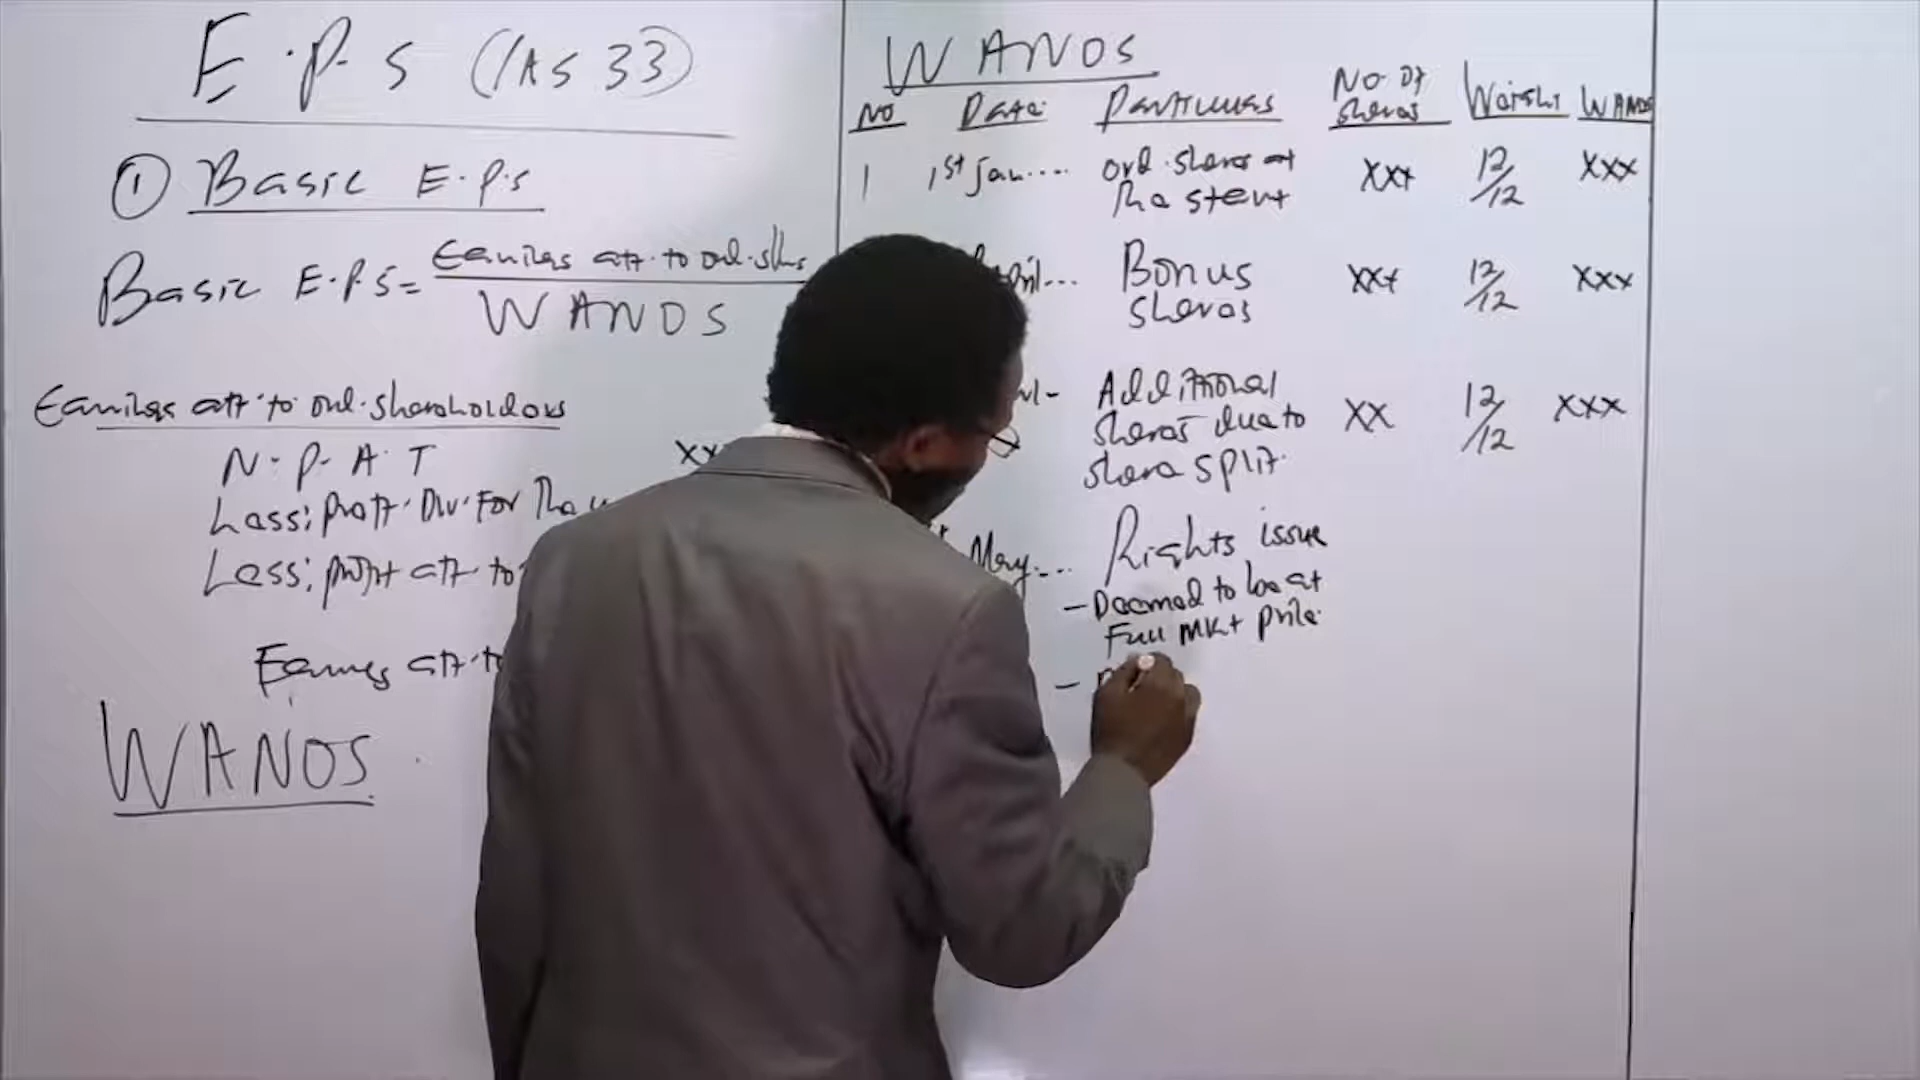 E.P.S (IAS 33)
① Basic E.P.S
Basic E.P.S = Earnings att. to ord. shs
WANOS
Earnings att. to ord. shareholders
N.P.A.T
xx
Less: Preft. Div. For The
Less: profit att. to
Earnings att. to
WANOS
WANOS
No Date Particulars No. of shares Weight WANOS
1 1st Jan.... ord. shares at the start xxx 12/12 xxx
Bonus shares xxx 12/12 xxx
Additional shares due to share split. xx 12/12 xxx
May.... Rights issue
- Deemed to be at
Full Mkt price.
-